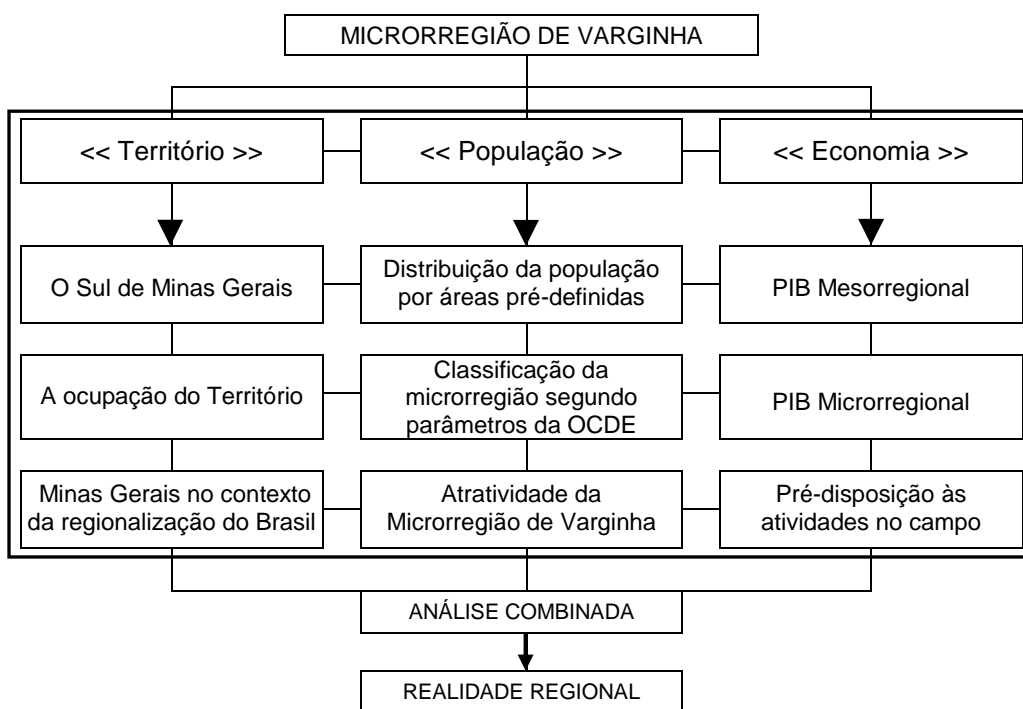 MICRORREGIÃO DE VARGINHA
<< Território >>
<< População >>
<< Economia >>
O Sul de Minas Gerais
Distribuição da população
por áreas pré-definidas
PIB Mesorregional
A ocupação do Território
Classificação da
microrregião segundo
parâmetros da OCDE
PIB Microrregional
Minas Gerais no contexto
da regionalização do Brasil
Atratividade da
Microrregião de Varginha
Pré-disposição às
atividades no campo
ANÁLISE COMBINADA
REALIDADE REGIONAL